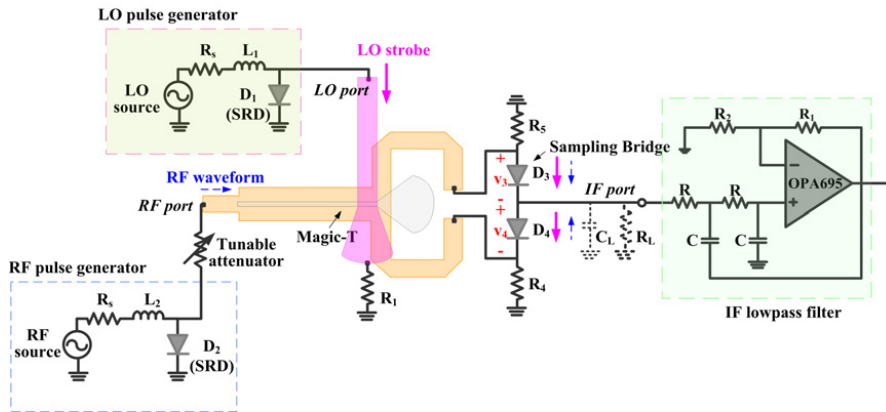 LO pulse generator
Rs
L1
LO source
D1
(SRD)
LO port
LO strobe
RF waveform
RF port
Magic-T
Tunable attenuator
RF pulse generator
Rs
L2
RF source
D2
(SRD)
R1
R5
Sampling Bridge
+
v3
-
D3
+
v4
-
D4
R4
IF port
CL
RL
R2
R1
-
+
OPA695
R
R
C
C
IF lowpass filter